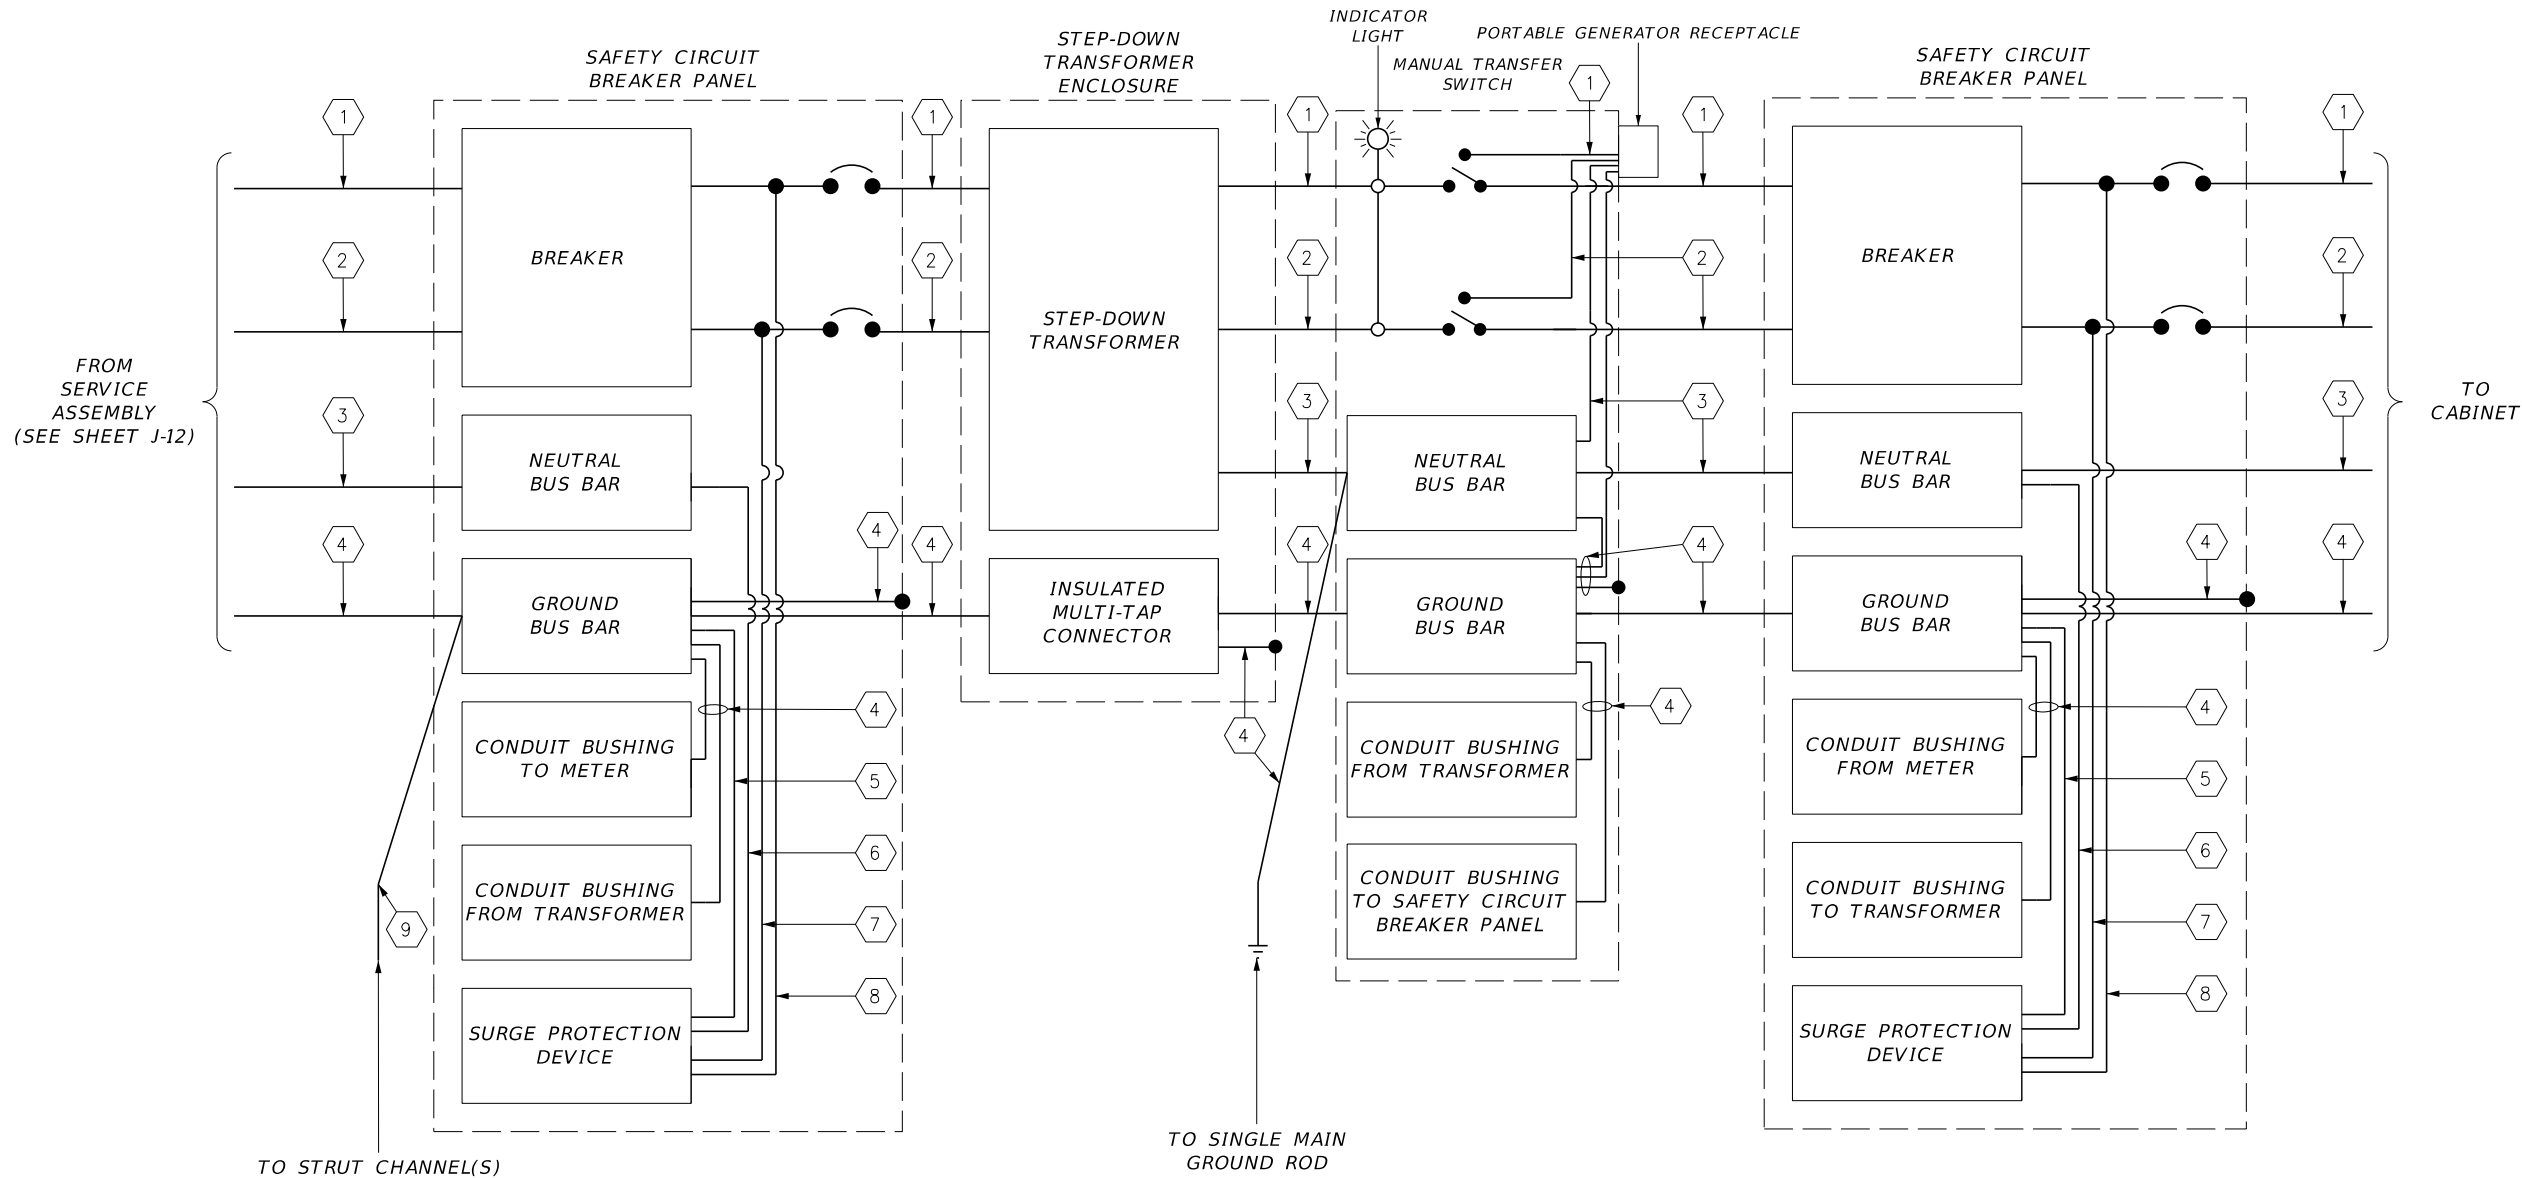 INDICATOR
LIGHT
PORTABLE GENERATOR RECEPTACLE
MANUAL TRANSFER
SWITCH
1
STEP-DOWN
TRANSFORMER
ENCLOSURE
SAFETY CIRCUIT
BREAKER PANEL
SAFETY CIRCUIT
BREAKER PANEL
1
1
1
1
1
BREAKER
2
2
2
2
2
BREAKER
STEP-DOWN
TRANSFORMER
FROM
SERVICE
ASSEMBLY
(SEE SHEET J-12)
TO
CABINET
3
3
3
3
NEUTRAL
BUS BAR
NEUTRAL
BUS BAR
NEUTRAL
BUS BAR
4
4
4
4
4
4
4
GROUND
BUS BAR
INSULATED
MULTI-TAP
CONNECTOR
GROUND
BUS BAR
GROUND
BUS BAR
4
4
4
4
CONDUIT BUSHING
TO METER
CONDUIT BUSHING
FROM TRANSFORMER
CONDUIT BUSHING
FROM METER
5
5
6
6
CONDUIT BUSHING
FROM TRANSFORMER
CONDUIT BUSHING
TO SAFETY CIRCUIT
BREAKER PANEL
CONDUIT BUSHING
TO TRANSFORMER
9
7
7
8
8
SURGE PROTECTION
DEVICE
SURGE PROTECTION
DEVICE
TO STRUT CHANNEL(S)
TO SINGLE MAIN
GROUND ROD